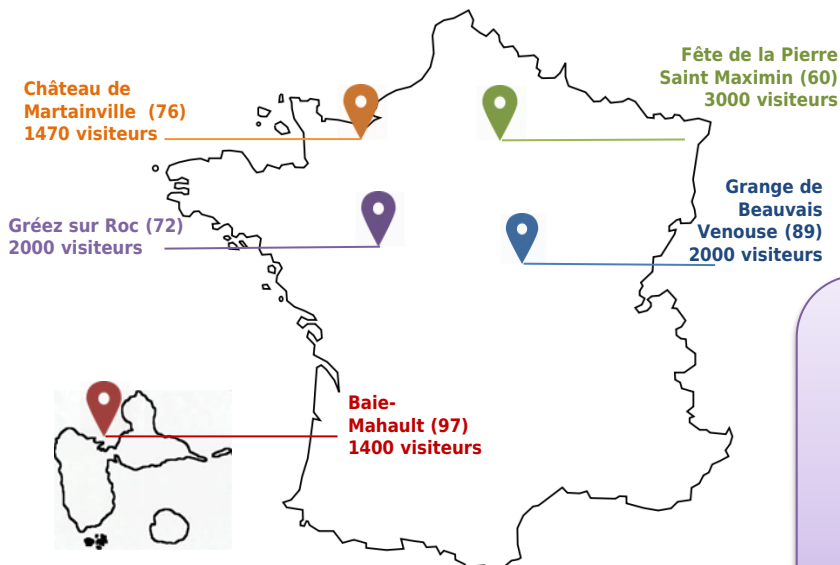 Château de
Martainville (76)
1470 visiteurs
Fête de la Pierre
Saint Maximin (60)
3000 visiteurs
Gréez sur Roc (72)
2000 visiteurs
Grange de
Beauvais
Venouse (89)
2000 visiteurs
Baie-
Mahault (97)
1400 visiteurs